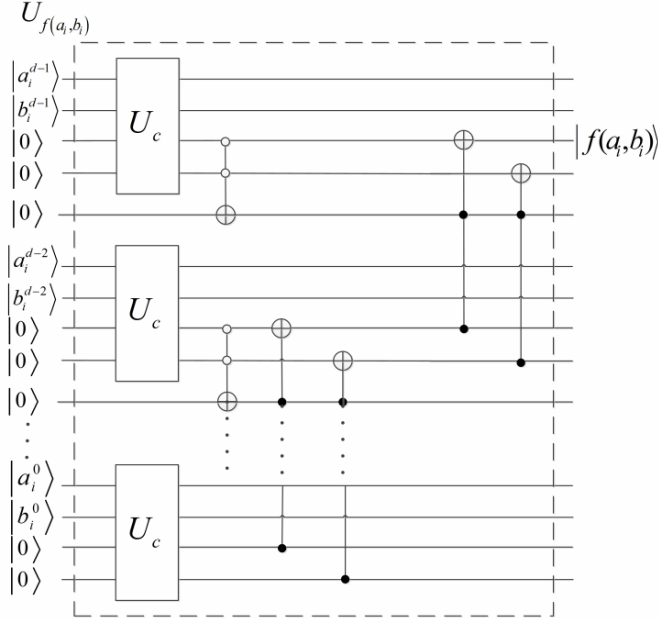 U_{f(a_i,b_i)}
|a_i^{d-1}⟩
|b_i^{d-1}⟩
|0⟩
|0⟩
|0⟩
U_c
|f(a_i,b_i)⟩
|a_i^{d-2}⟩
|b_i^{d-2}⟩
|0⟩
|0⟩
|0⟩
U_c
|a_i^0⟩
|b_i^0⟩
|0⟩
|0⟩
U_c